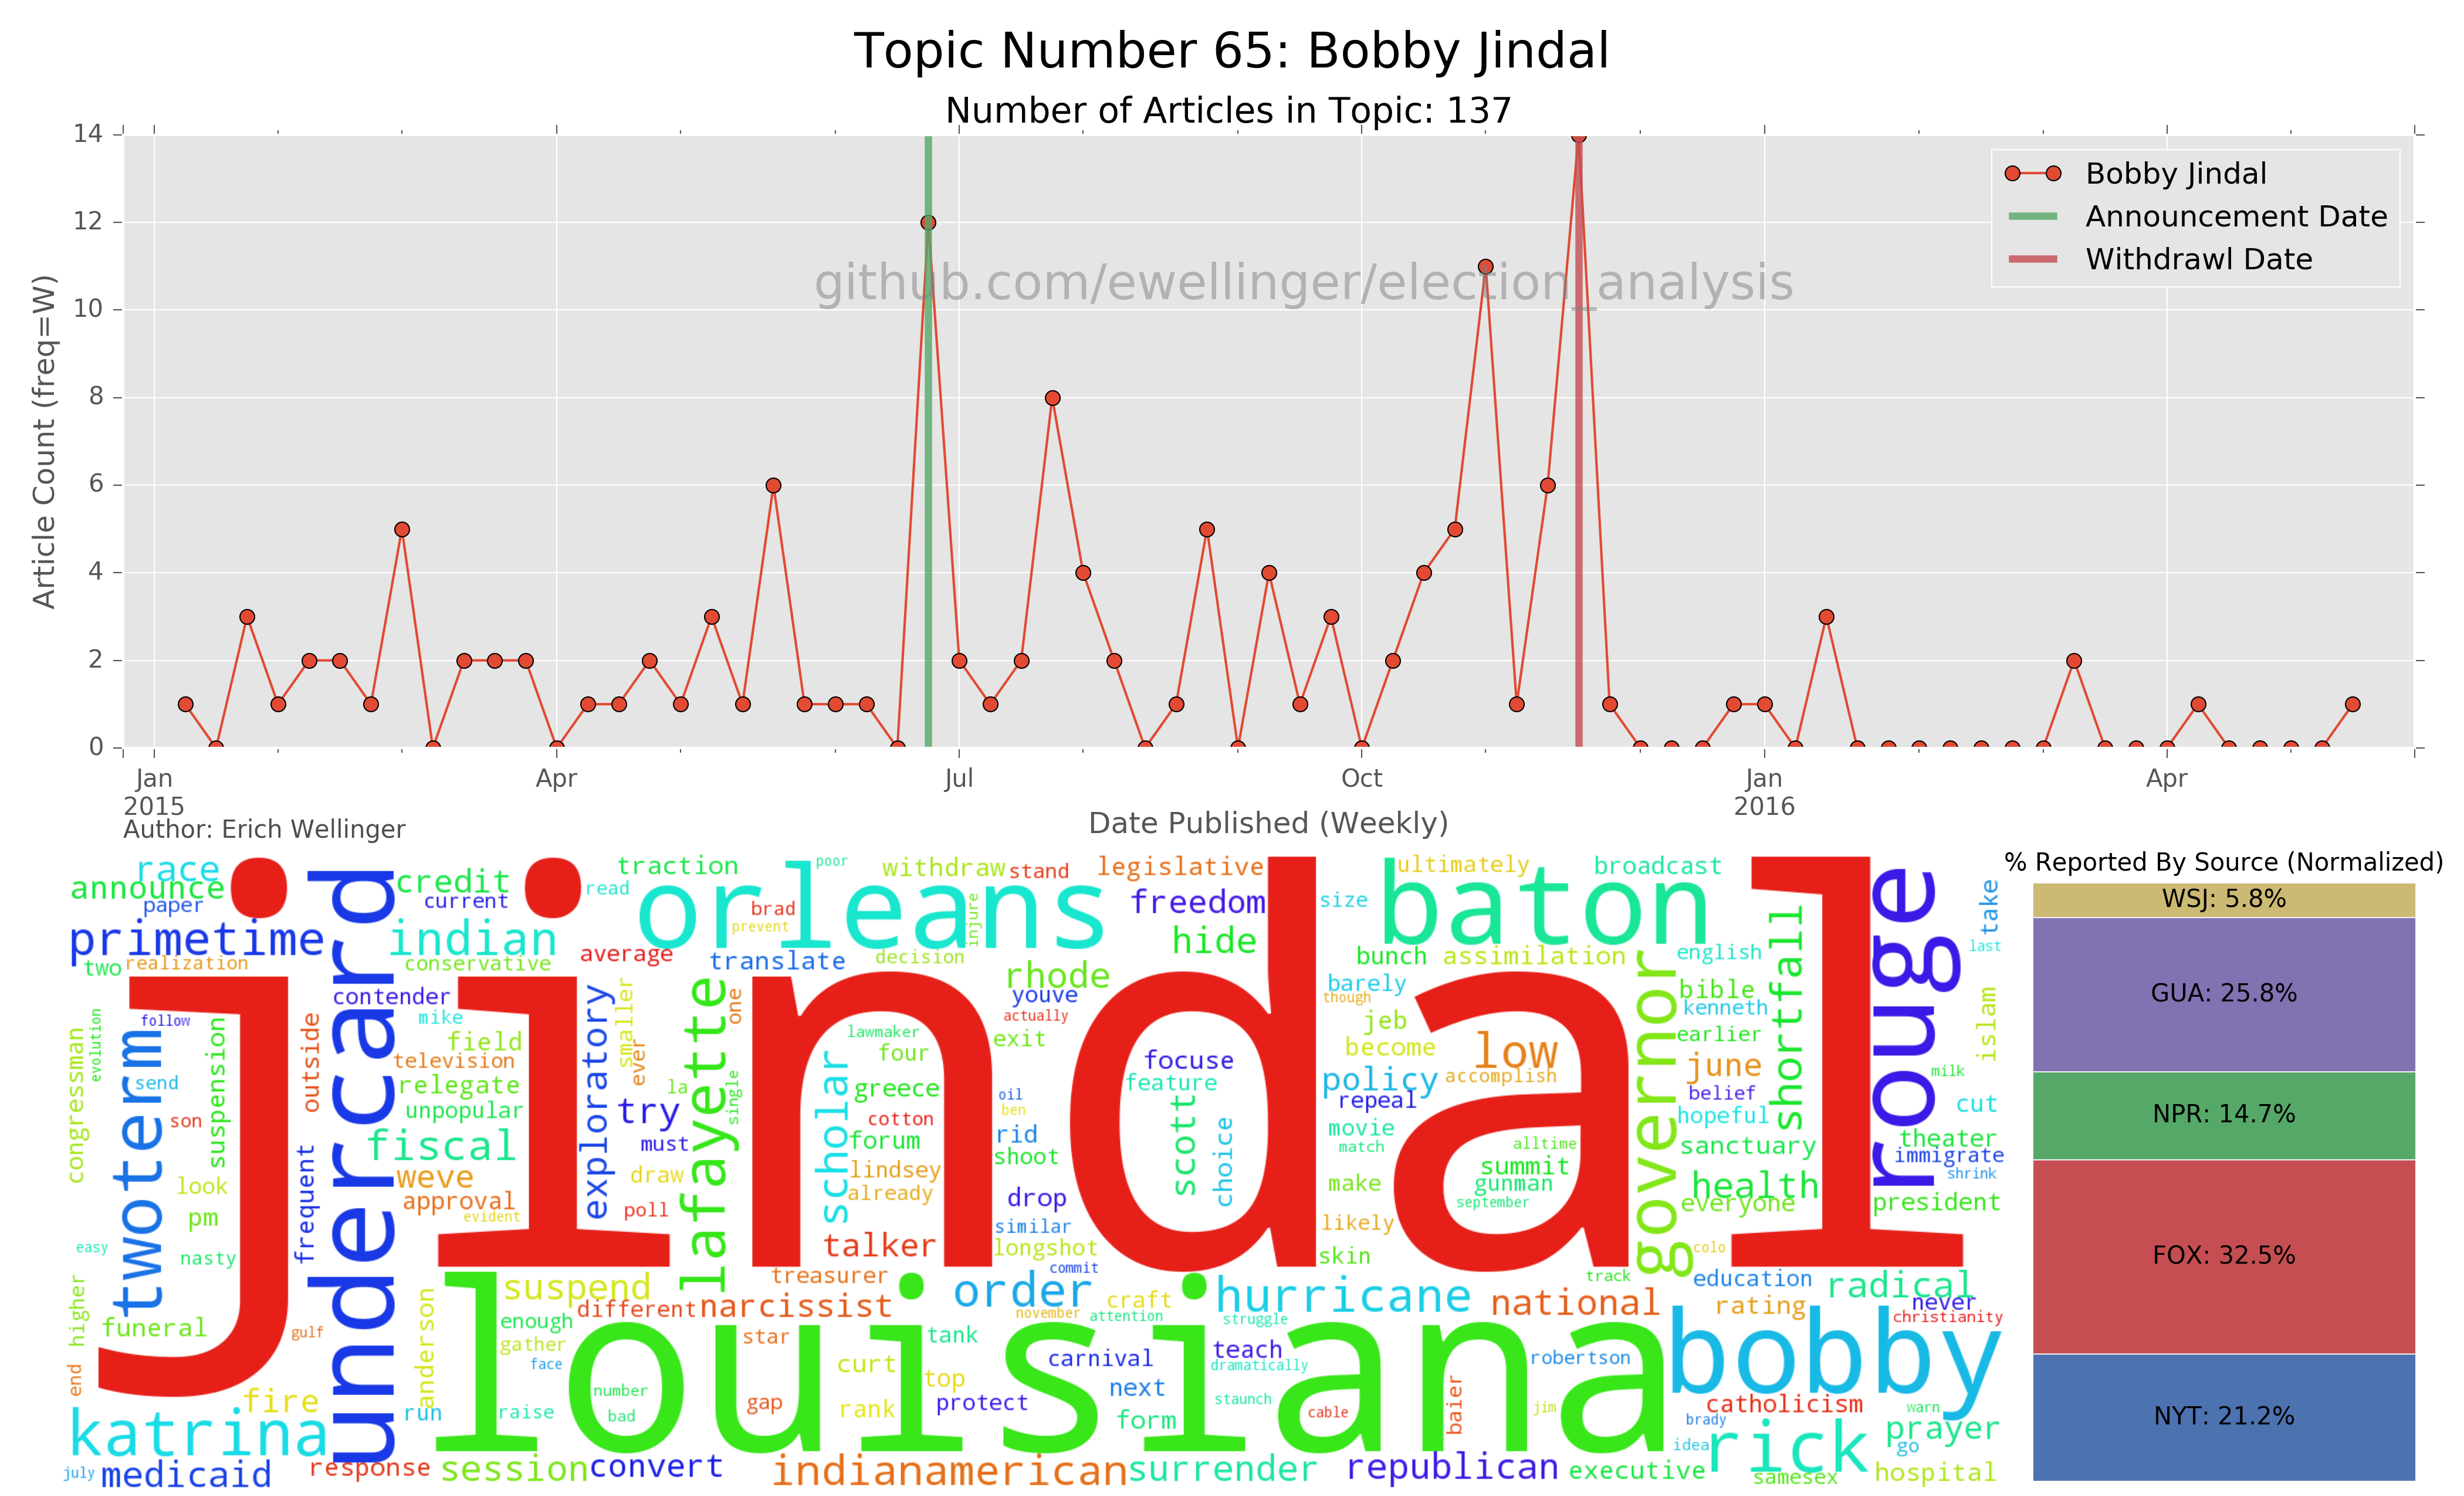 Topic Number 65: Bobby Jindal
Number of Articles in Topic: 137
14
12
10
8
6
4
2
0
Article Count (freq=W)
Bobby Jindal
Announcement Date
Withdrawl Date
github.com/ewellinger/election_analysis
Jan
2015
Apr
Jul
Oct
Jan
2016
Apr
Date Published (Weekly)
Author: Erich Wellinger
race
announce
paper
primetime
two
realization
credit
current
indian
conservative
read
traction
orleans
poor
brad
prevent
average
translate
withdraw
stand
injure
decision
legislative
freedom
hide
rhode
size
ultimately
baton
broadcast
bunch
assimilation
english
rouge
take
last
jindal
undercard
contender
mike
field
television
relegate
unpopular
fiscal
weve
approval
evident
follow
congressman
evolution
twoterm
send
son
suspension
outside
look
pm
nasty
easy
frequent
exploratory
smaller
ever
try
must
draw
poll
la
lafayette
one
single
youve
actually
lawmaker
four
exit
scholar
greece
cotton
forum
lindsey
already
talker
oil
ben
rid
shoot
drop
similar
longshot
commit
focuse
feature
scott
choice
barely
though
jeb
become
policy
repeal
movie
match
make
likely
skin
low
accomplish
alltime
summit
gunman
september
governor
bible
kenneth
earlier
june
belief
hopeful
sanctuary
health
everyone
colo
shortfall
islam
milk
cut
theater
immigrate
shrink
president
higher
funeral
gulf
end
fire
katrina
july
medicaid
anderson
run
response
suspend
different
enough
gather
face
raise
session
convert
louisiana
number
bad
treasurer
narcissist
star
gap
order
november
craft
attention
tank
curt
top
rank
carnival
protect
next
form
hurricane
struggle
teach
dramatically
staunch
cable
baier
jim
robertson
track
national
education
rating
radical
never
christianity
bobby
catholicism
brady
warn
idea
rick
go
prayer
indianamerican
surrender
republican
executive
samesex
hospital
% Reported By Source (Normalized)
WSJ: 5.8%
GUA: 25.8%
NPR: 14.7%
FOX: 32.5%
NYT: 21.2%